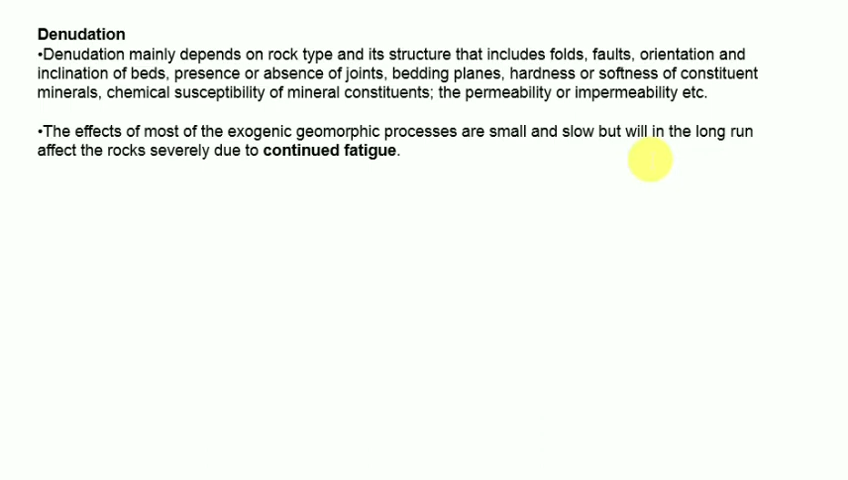 Denudation
•Denudation mainly depends on rock type and its structure that includes folds, faults, orientation and
inclination of beds, presence or absence of joints, bedding planes, hardness or softness of constituent
minerals, chemical susceptibility of mineral constituents; the permeability or impermeability etc.
•The effects of most of the exogenic geomorphic processes are small and slow but will in the long run
affect the rocks severely due to continued fatigue.